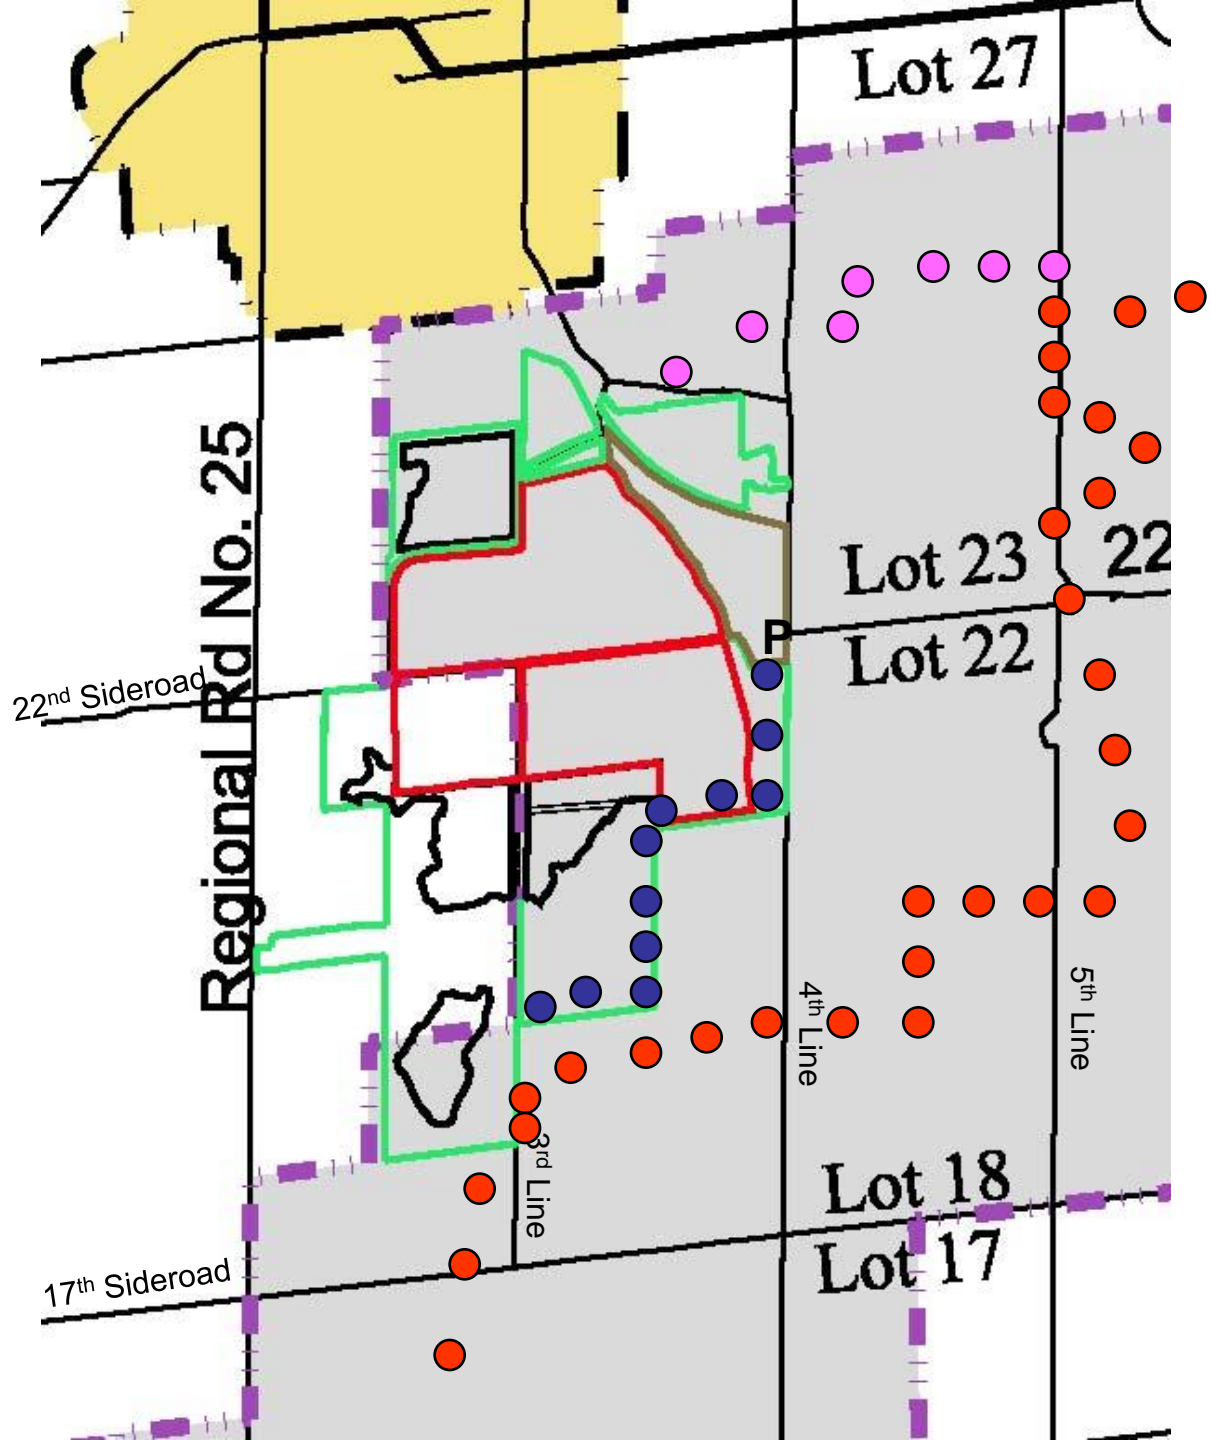 Lot 27
Regional Rd No. 25
Lot 23
22
P
Lot 22
22nd Sideroad
4th Line
5th Line
3rd Line
Lot 18
Lot 17
17th Sideroad